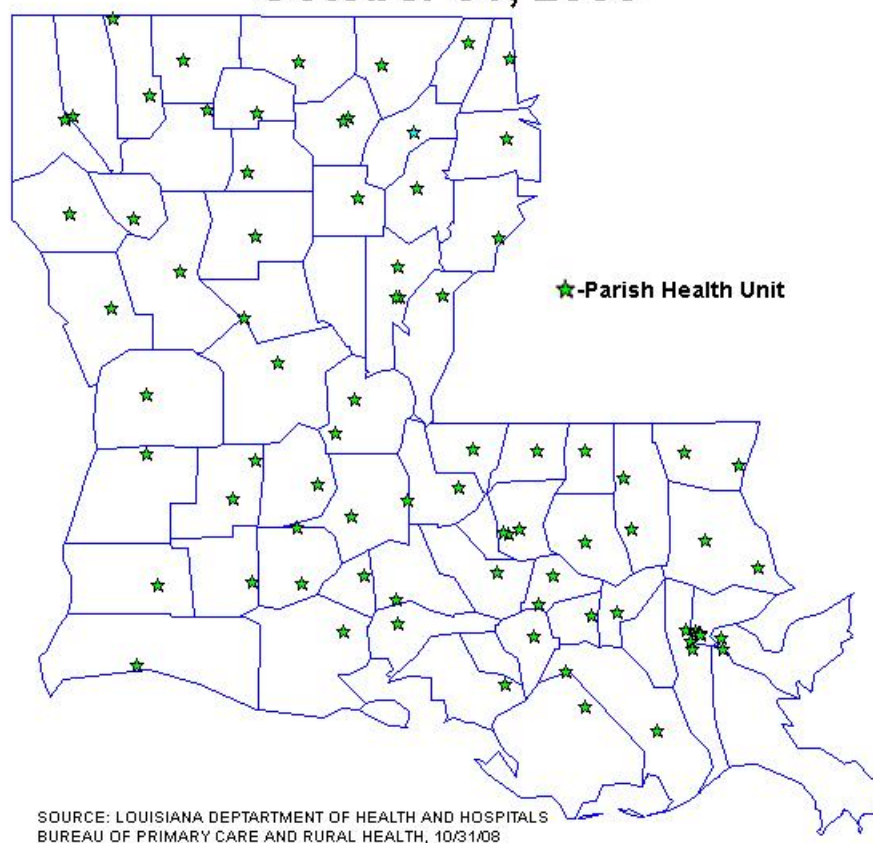 -Parish Health Unit
SOURCE: LOUISIANA DEPTARTMENT OF HEALTH AND HOSPITALS
BUREAU OF PRIMARY CARE AND RURAL HEALTH, 10/31/08